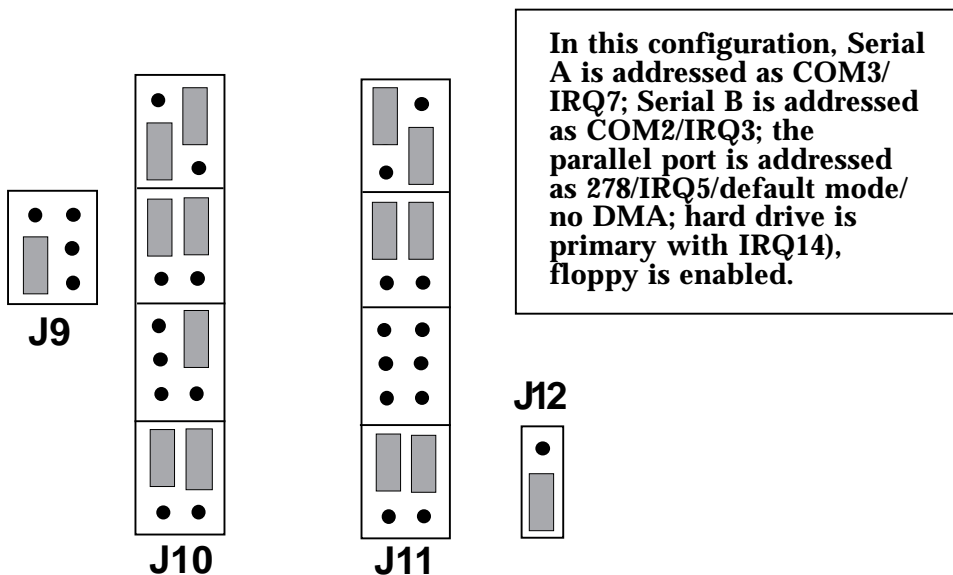 In this configuration, Serial
A is addressed as COM3/
IRQ7; Serial B is addressed
as COM2/IRQ3; the
parallel port is addressed
as 278/IRQ5/default mode/
no DMA; hard drive is
primary with IRQ14),
floppy is enabled.
J9
J12
J10
J11